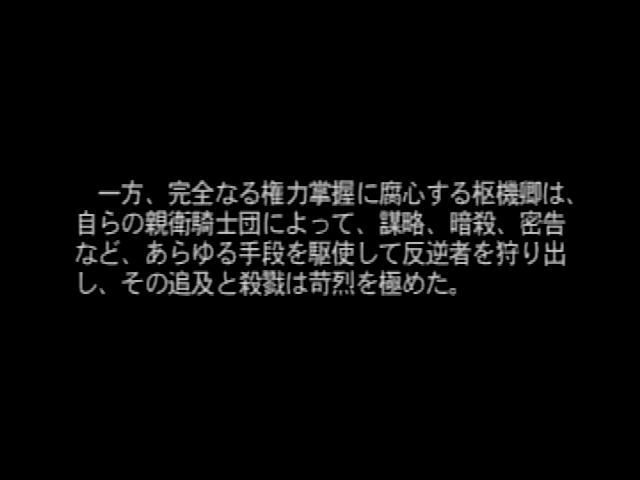 一方、完全なる権力掌握に腐心する枢機卿は、
自らの親衛騎士団によって、謀略、暗殺、密告
など、あらゆる手段を駆使して反逆者を狩り出
し、その追及と殺戮は苛烈を極めた。